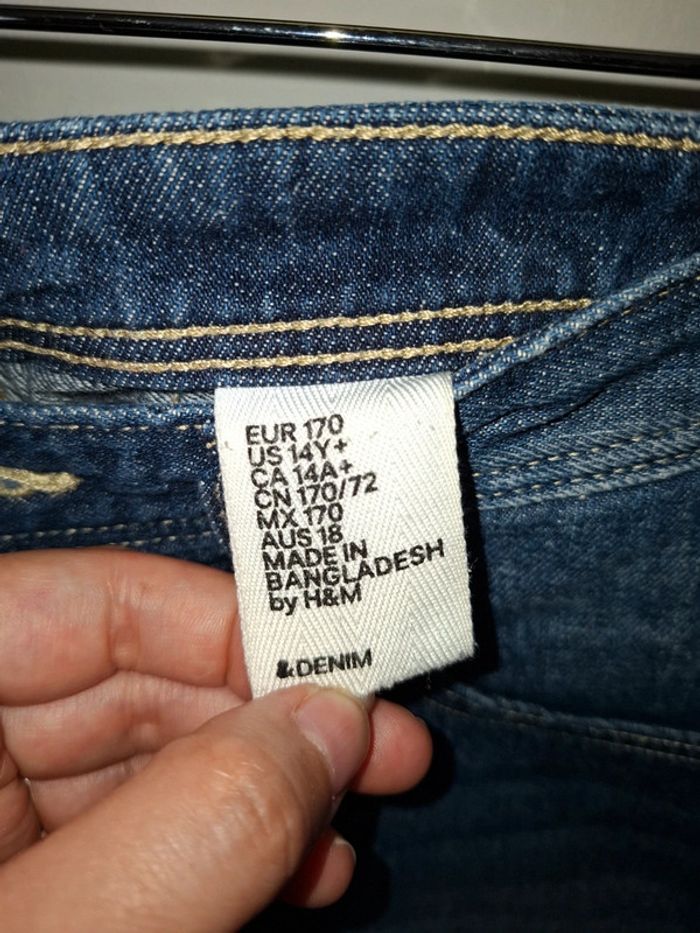 EUR 170
US 14Y+
CA 14A+
CN 170/72
MX 170
AUS 18
MADE IN
BANGLADESH
by H&M
&DENIM